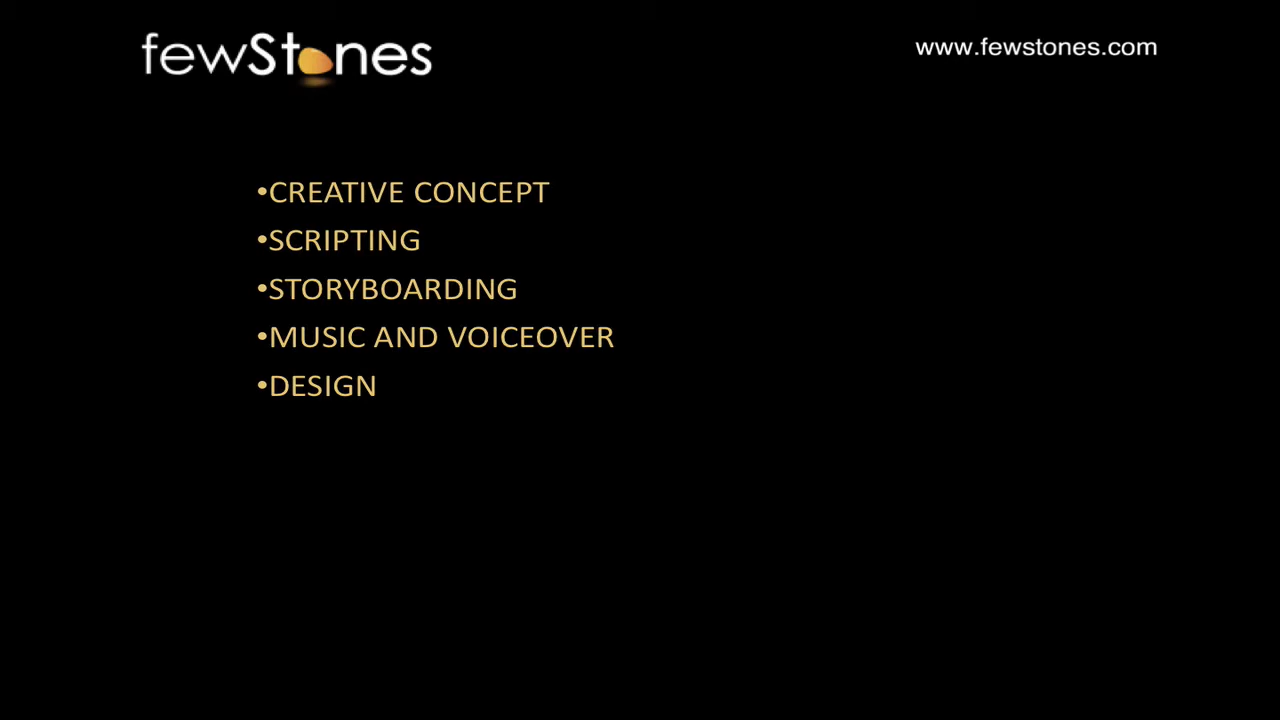 fewStones
www.fewstones.com
•CREATIVE CONCEPT
•SCRIPTING
•STORYBOARDING
•MUSIC AND VOICEOVER
•DESIGN